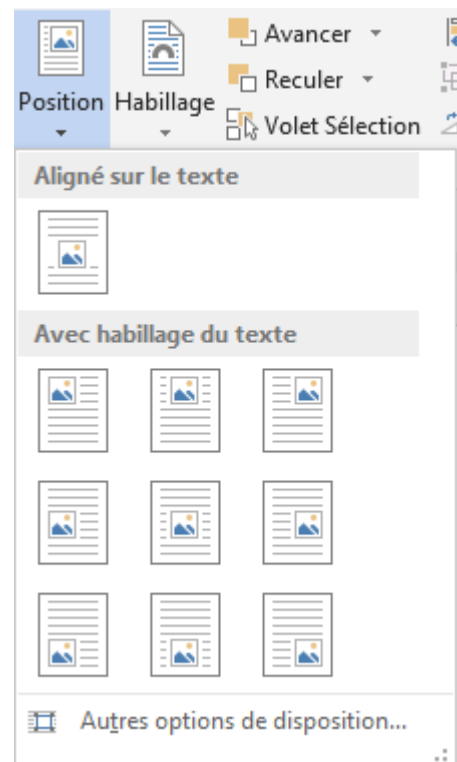 Position
Habillage
Avancer
Reculer
Volet Sélection
Aligné sur le texte
Avec habillage du texte
Autres options de disposition...